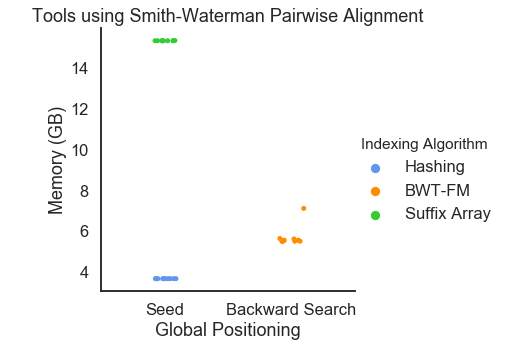 Tools using Smith-Waterman Pairwise Alignment
Memory (GB)
14
12
10
8
6
4
Seed
Backward Search
Global Positioning
Indexing Algorithm
Hashing
BWT-FM
Suffix Array